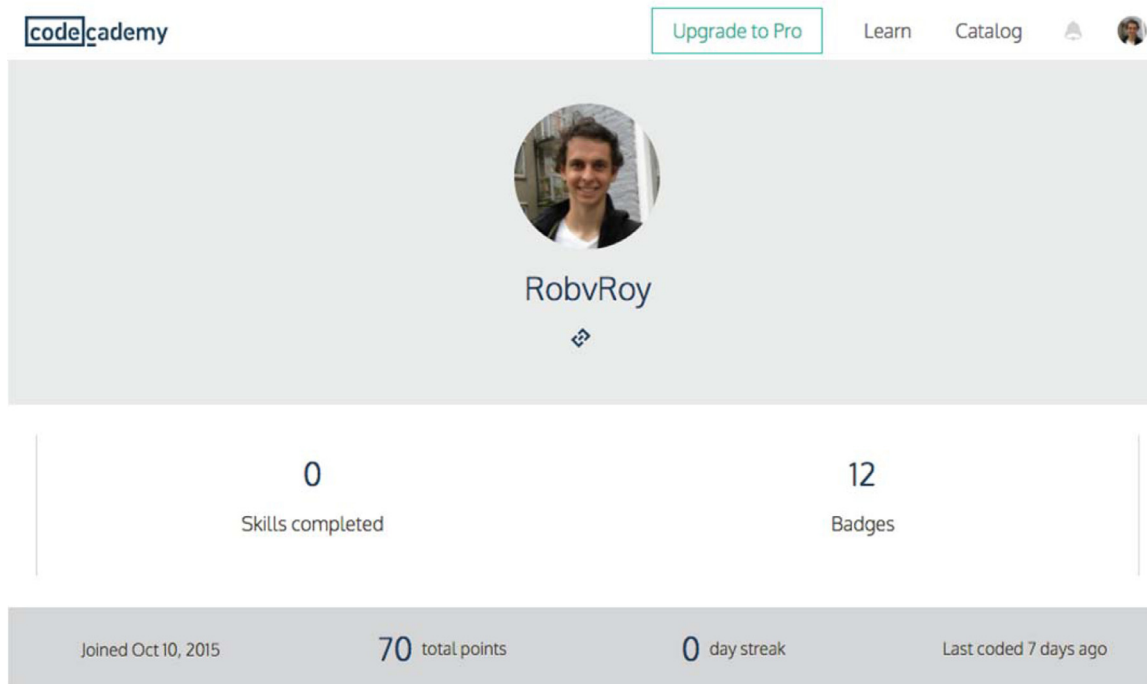 codecademy Upgrade to Pro Learn Catalog
RobvRoy
0 12
Skills completed Badges
Joined Oct 10, 2015 70 total points 0 day streak Last coded 7 days ago